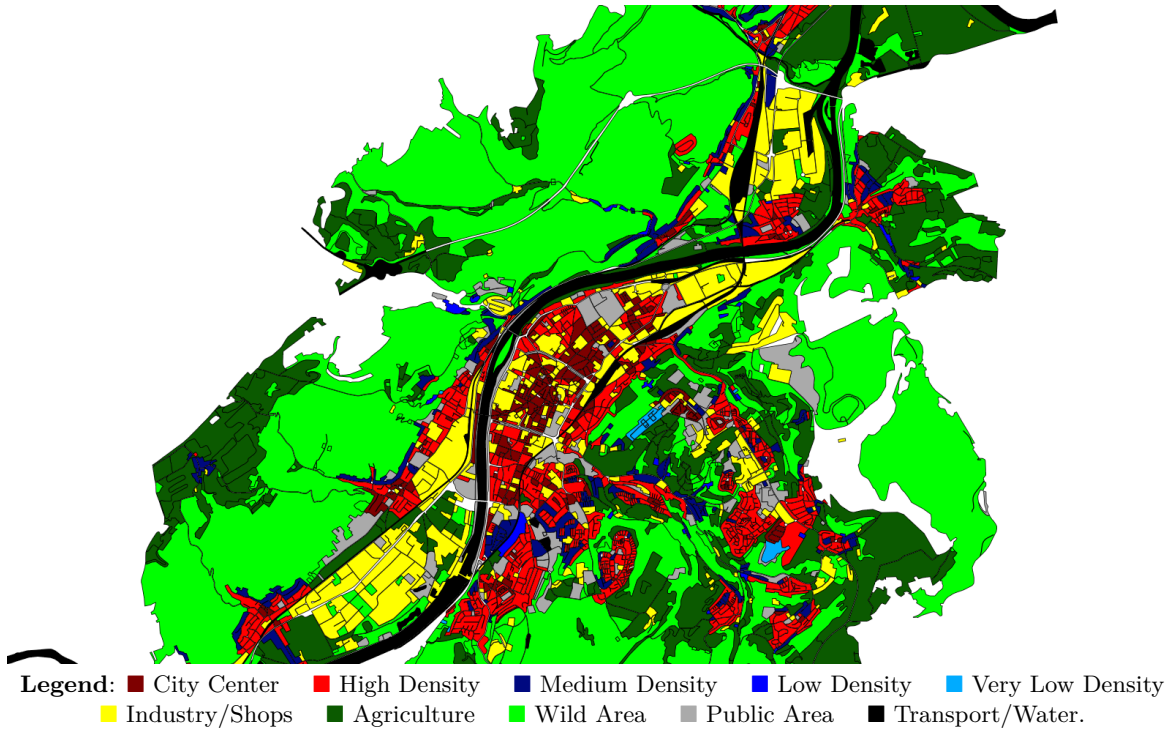 Legend: City Center High Density Medium Density Low Density Very Low Density
Industry/Shops Agriculture Wild Area Public Area Transport/Water.